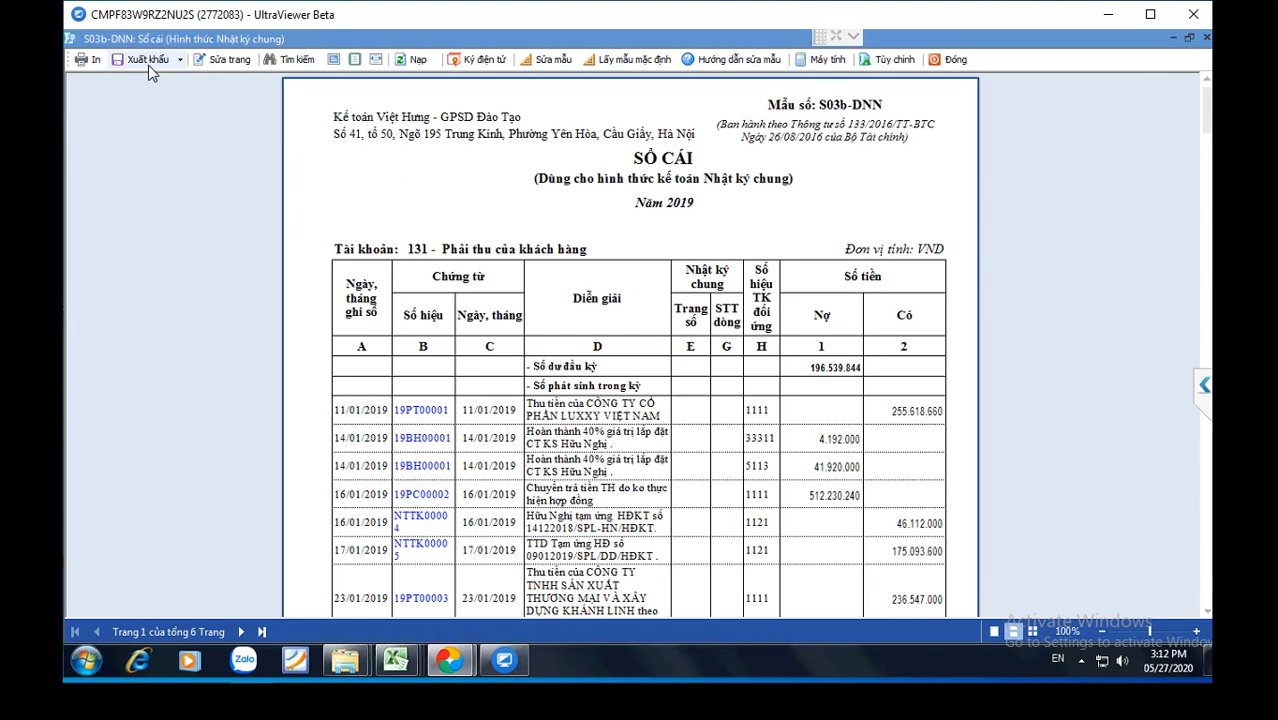 CMPF83W9RZ2NU2S (2772083) - UltraViewer Beta
S03b-DNN: Sổ cái (Hình thức Nhật ký chung)
In Xuất khẩu Sửa trang Tìm kiếm Nạp Ký điện tử Sửa mẫu Lấy mẫu mặc định Hướng dẫn sửa mẫu Máy tính Tùy chỉnh Đóng
Kế toán Việt Hưng - GPSD Đào Tạo
Số 41, tổ 50, Ngõ 195 Trung Kính, Phường Yên Hòa, Cầu Giấy, Hà Nội
Mẫu số: S03b-DNN
(Ban hành theo Thông tư số 133/2016/TT-BTC
Ngày 26/08/2016 của Bộ Tài chính)
SỔ CÁI
(Dùng cho hình thức kế toán Nhật ký chung)
Năm 2019
Tài khoản: 131 - Phải thu của khách hàng
Đơn vị tính: VND
Ngày, tháng ghi sổ
Chứng từ
Số hiệu
Ngày, tháng
Diễn giải
Nhật ký chung
Trang số
STT dòng
Số hiệu TK đối ứng
Số tiền
Nợ
Có
A B C D E G H 1 2
- Số dư đầu kỳ 196.539.844
- Số phát sinh trong kỳ
11/01/2019 19PT00001 11/01/2019 Thu tiền của CÔNG TY CỔ PHẦN LUXXY VIỆT NAM 1111 255.618.660
14/01/2019 19BH00001 14/01/2019 Hoàn thành 40% giá trị lắp đặt CT KS Hữu Nghị . 33311 4.192.000
14/01/2019 19BH00001 14/01/2019 Hoàn thành 40% giá trị lắp đặt CT KS Hữu Nghị . 5113 41.920.000
16/01/2019 19PC00002 16/01/2019 Chuyển trả tiền TH do ko thực hiện hợp đồng 1111 512.230.240
16/01/2019 NTTK00004 16/01/2019 Hữu Nghị tạm ứng HĐKT số 14122018/SPL-HN/HĐKT. 1121 46.112.000
17/01/2019 NTTK00005 17/01/2019 TTD Tạm ứng HĐ số 09012019/SPL/DD/HĐKT . 1121 175.093.600
23/01/2019 19PT00003 23/01/2019 Thu tiền của CÔNG TY TNHH SẢN XUẤT THƯƠNG MẠI VÀ XÂY DỰNG KHÁNH LINH theo 1111 236.547.000
Activate Windows
Go to Settings to activate Window
Trang 1 của tổng 6 Trang
100%
Zalo
EN
3:12 PM
05/27/2020